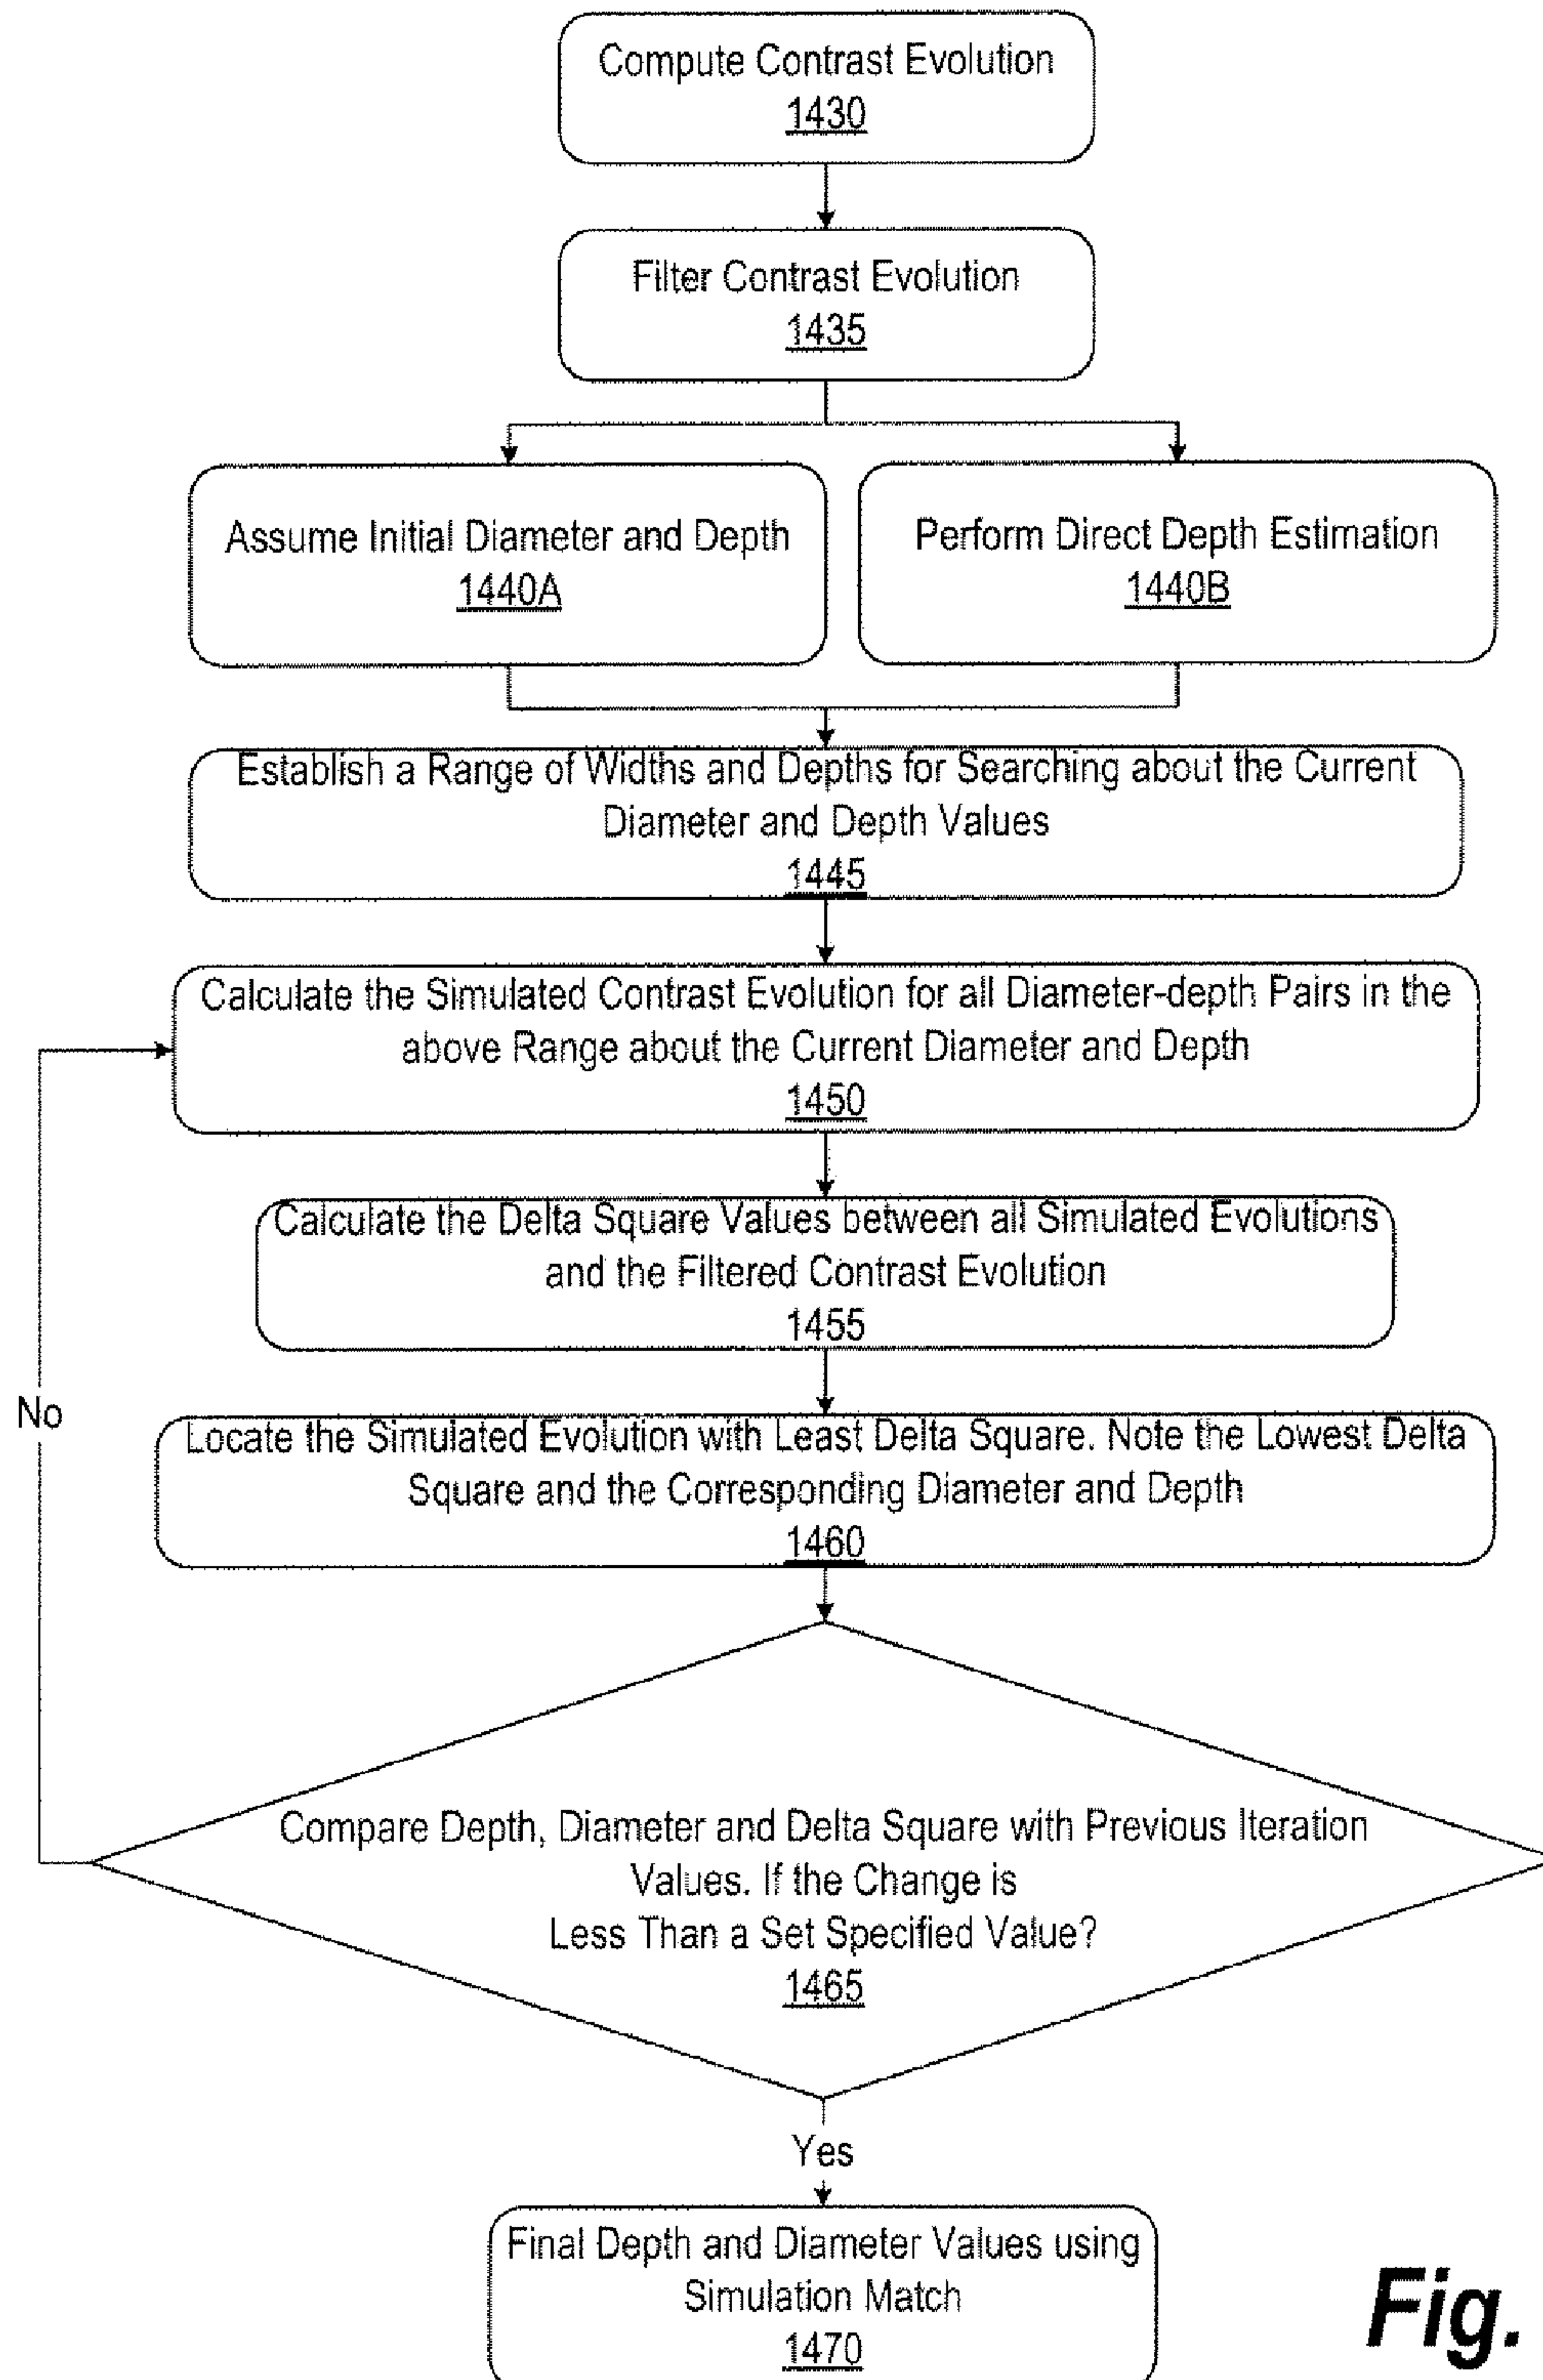 Compute Contrast Evolution
1430
Filter Contrast Evolution
1435
Assume Initial Diameter and Depth
1440A
Perform Direct Depth Estimation
1440B
Establish a Range of Widths and Depths for Searching about the Current
Diameter and Depth Values
1445
Calculate the Simulated Contrast Evolution for all Diameter-depth Pairs in the
above Range about the Current Diameter and Depth
1450
Calculate the Delta Square Values between all Simulated Evolutions
and the Filtered Contrast Evolution
1455
No
Locate the Simulated Evolution with Least Delta Square. Note the Lowest Delta
Square and the Corresponding Diameter and Depth
1460
Compare Depth, Diameter and Delta Square with Previous Iteration
Values. If the Change is
Less Than a Set Specified Value?
1465
Yes
Final Depth and Diameter Values using
Simulation Match
1470
Fig.